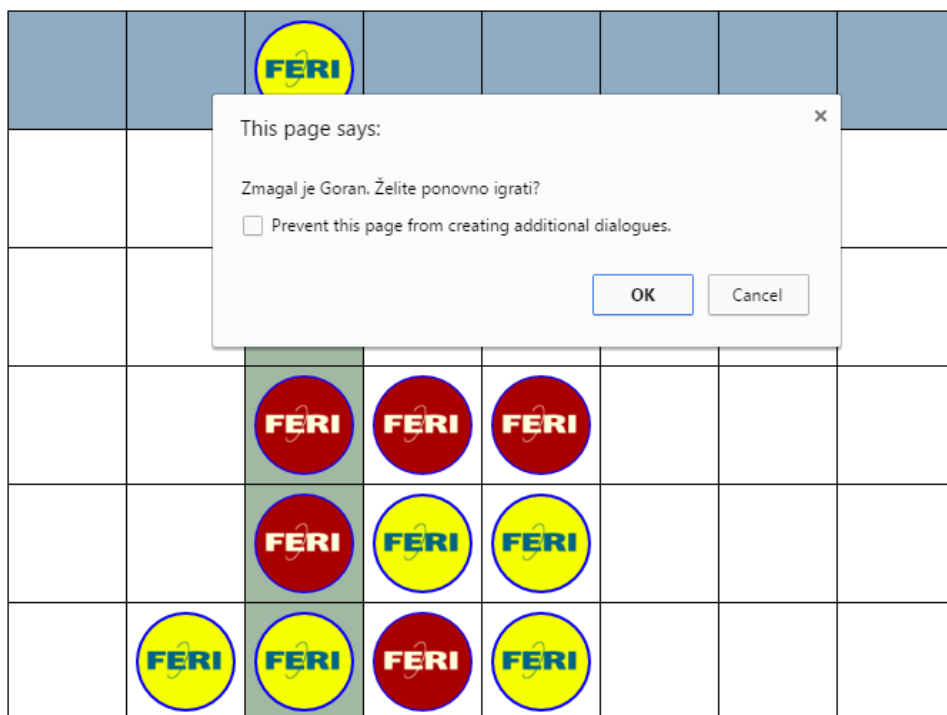 FERI
This page says:
Zmagal je Goran. Želite ponovno igrati?
Prevent this page from creating additional dialogues.
OK Cancel
FERI FERI FERI
FERI FERI FERI
FERI FERI FERI FERI